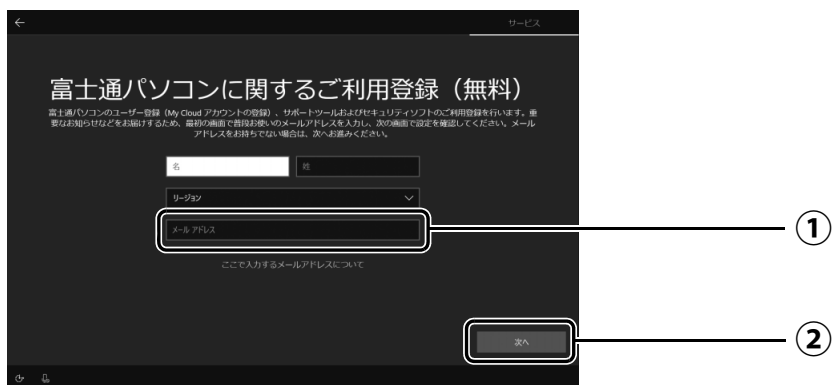 サービス
富士通パソコンに関するご利用登録（無料）
富士通パソコンのユーザー登録（My Cloud アカウントの登録）、サポートツールおよびセキュリティソフトのご利用登録を行います。重
要なお知らせなどをお届けするため、最初の画面で普段お使いのメールアドレスを入力し、次の画面で設定を確認してください。メール
アドレスをお持ちでない場合は、次へお進みください。
名 姓
リージョン
メール アドレス
①
ここで入力するメールアドレスについて
次へ
②